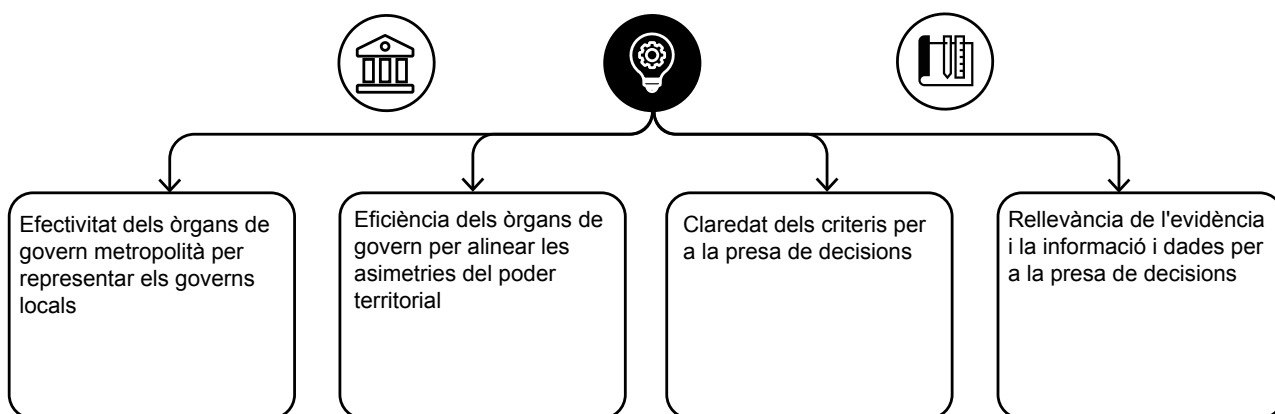 Efectivitat dels òrgans de
govern metropolità per
representar els governs
locals
Eficiència dels òrgans de
govern per alinear les
asimetries del poder
territorial
Claredat dels criteris per
a la presa de decisions
Rellevància de l'evidència
i la informació i dades per
a la presa de decisions